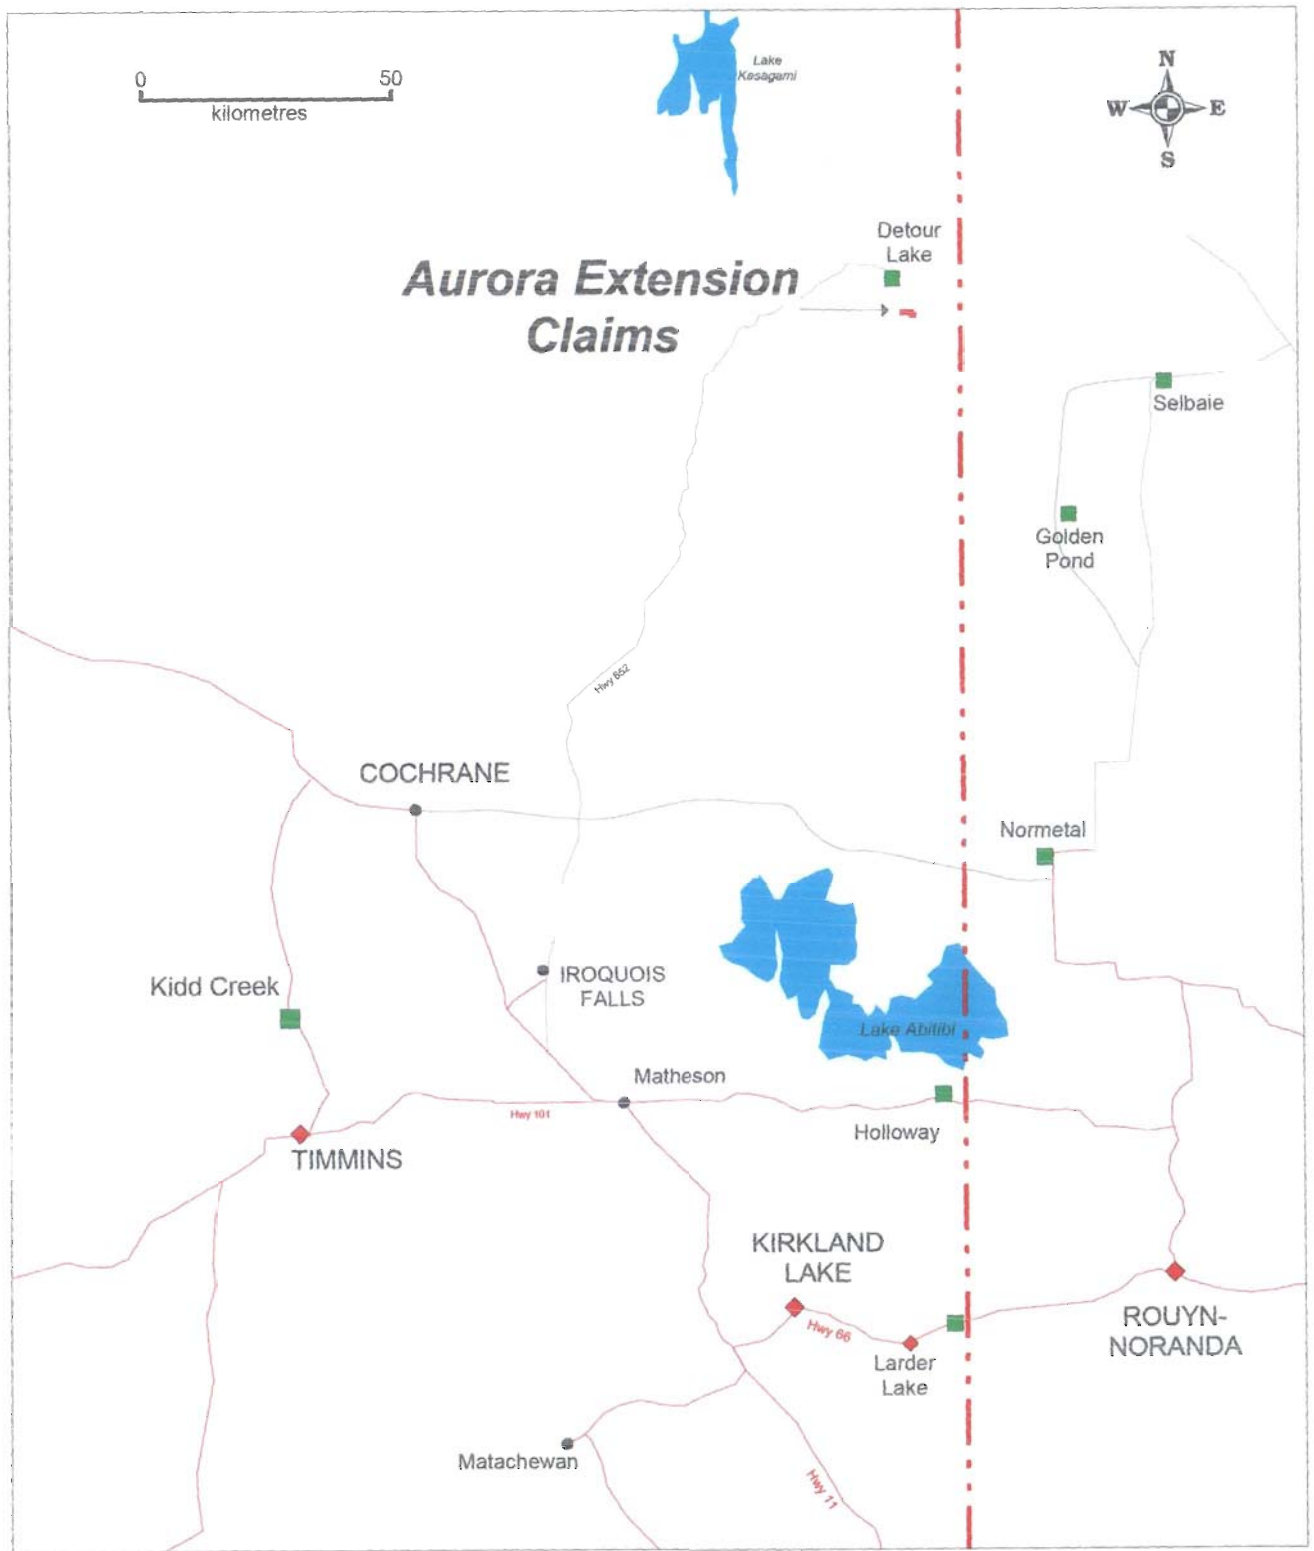 0 50
kilometres
Lake
Kesagami
N
W E
S
Detour
Lake
Aurora Extension
Claims
Selbaie
Golden
Pond
Hwy 652
COCHRANE
Normetal
Kidd Creek
IROQUOIS
FALLS
Lake Abitibi
Matheson
Hwy 101
Holloway
TIMMINS
KIRKLAND
LAKE
Hwy 66
ROUYN-
NORANDA
Larder
Lake
Matachewan
Hwy 11